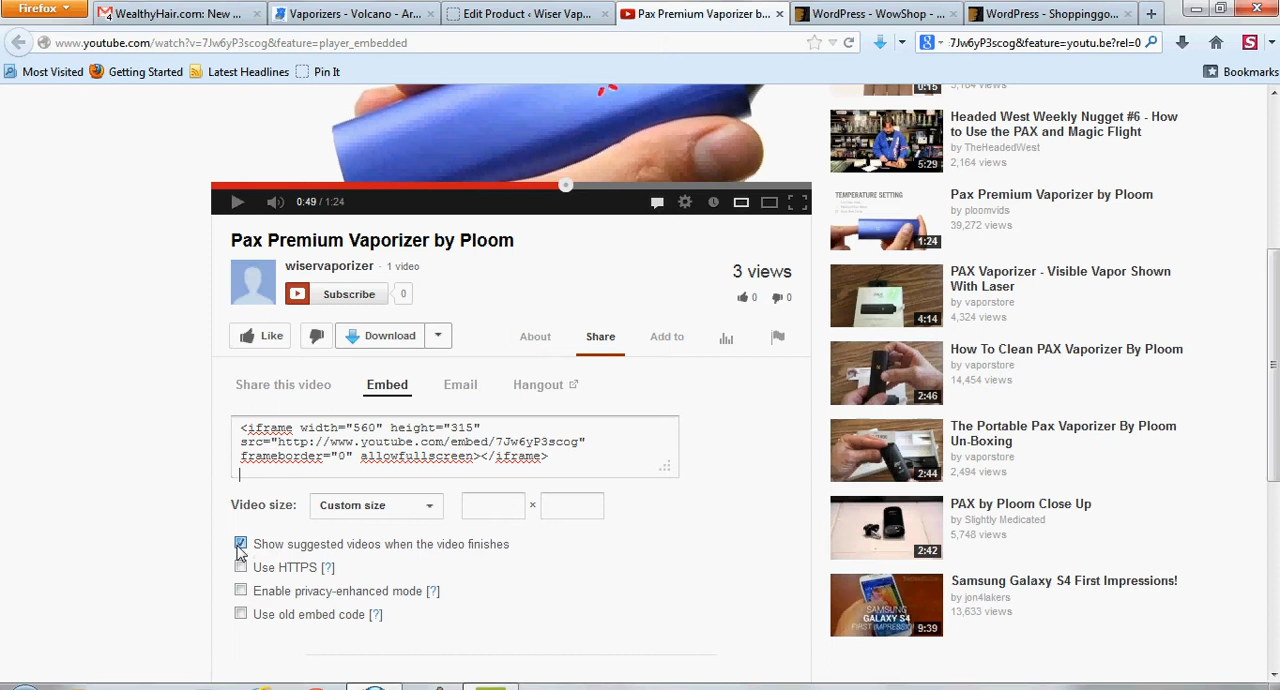 Firefox
4 WealthyHair.com: New ...
Vaporizers - Volcano - Ar...
Edit Product ‹ Wiser Vap...
Pax Premium Vaporizer b...
WordPress - WowShop - ...
WordPress - Shoppinggo...
www.youtube.com/watch?v=7Jw6yP3scog&feature=player_embedded
7Jw6yP3scog&feature=youtu.be?rel=0
Most Visited
Getting Started
Latest Headlines
Pin It
Bookmarks
0:49 / 1:24
Pax Premium Vaporizer by Ploom
wiservaporizer · 1 video
Subscribe 0
3 views
0 0
Like
Download
About
Share
Add to
Share this video
Embed
Email
Hangout
<iframe width="560" height="315"
src="http://www.youtube.com/embed/7Jw6yP3scog"
frameborder="0" allowfullscreen></iframe>
Video size:
Custom size
×
Show suggested videos when the video finishes
Use HTTPS [?]
Enable privacy-enhanced mode [?]
Use old embed code [?]
0:15
Headed West Weekly Nugget #6 - How
to Use the PAX and Magic Flight
by TheHeadedWest
2,164 views
5:29
TEMPERATURE SETTING
Pax Premium Vaporizer by Ploom
by ploomvids
39,272 views
1:24
PAX Vaporizer - Visible Vapor Shown
With Laser
by vaporstore
4,324 views
4:14
How To Clean PAX Vaporizer By Ploom
by vaporstore
14,454 views
2:46
The Portable Pax Vaporizer By Ploom
Un-Boxing
by vaporstore
2,494 views
2:44
PAX by Ploom Close Up
by Slightly Medicated
5,748 views
2:42
Samsung Galaxy S4 First Impressions!
by jon4lakers
13,633 views
GALAXY S4
FIRST IMPRESSION
9:39